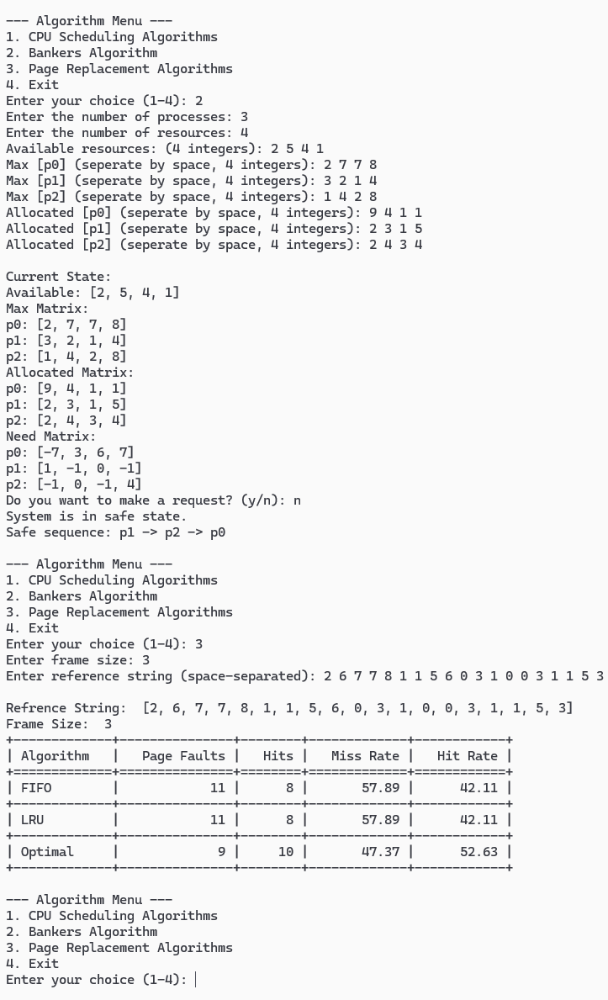 --- Algorithm Menu ---
1. CPU Scheduling Algorithms
2. Bankers Algorithm
3. Page Replacement Algorithms
4. Exit
Enter your choice (1-4): 2
Enter the number of processes: 3
Enter the number of resources: 4
Available resources: (4 integers): 2 5 4 1
Max [p0] (seperate by space, 4 integers): 2 7 7 8
Max [p1] (seperate by space, 4 integers): 3 2 1 4
Max [p2] (seperate by space, 4 integers): 1 4 2 8
Allocated [p0] (seperate by space, 4 integers): 9 4 1 1
Allocated [p1] (seperate by space, 4 integers): 2 3 1 5
Allocated [p2] (seperate by space, 4 integers): 2 4 3 4

Current State:
Available: [2, 5, 4, 1]
Max Matrix:
p0: [2, 7, 7, 8]
p1: [3, 2, 1, 4]
p2: [1, 4, 2, 8]
Allocated Matrix:
p0: [9, 4, 1, 1]
p1: [2, 3, 1, 5]
p2: [2, 4, 3, 4]
Need Matrix:
p0: [-7, 3, 6, 7]
p1: [1, -1, 0, -1]
p2: [-1, 0, -1, 4]
Do you want to make a request? (y/n): n
System is in safe state.
Safe sequence: p1 -> p2 -> p0

--- Algorithm Menu ---
1. CPU Scheduling Algorithms
2. Bankers Algorithm
3. Page Replacement Algorithms
4. Exit
Enter your choice (1-4): 3
Enter frame size: 3
Enter reference string (space-separated): 2 6 7 7 8 1 1 5 6 0 3 1 0 0 3 1 1 5 3

Refrence String:  [2, 6, 7, 7, 8, 1, 1, 5, 6, 0, 3, 1, 0, 0, 3, 1, 1, 5, 3]
Frame Size:  3
+-------------+---------------+--------+-------------+------------+
| Algorithm   |   Page Faults |   Hits |   Miss Rate |   Hit Rate |
+=============+===============+========+=============+============+
| FIFO        |            11 |      8 |       57.89 |      42.11 |
+-------------+---------------+--------+-------------+------------+
| LRU         |            11 |      8 |       57.89 |      42.11 |
+-------------+---------------+--------+-------------+------------+
| Optimal     |             9 |     10 |       47.37 |      52.63 |
+-------------+---------------+--------+-------------+------------+

--- Algorithm Menu ---
1. CPU Scheduling Algorithms
2. Bankers Algorithm
3. Page Replacement Algorithms
4. Exit
Enter your choice (1-4):